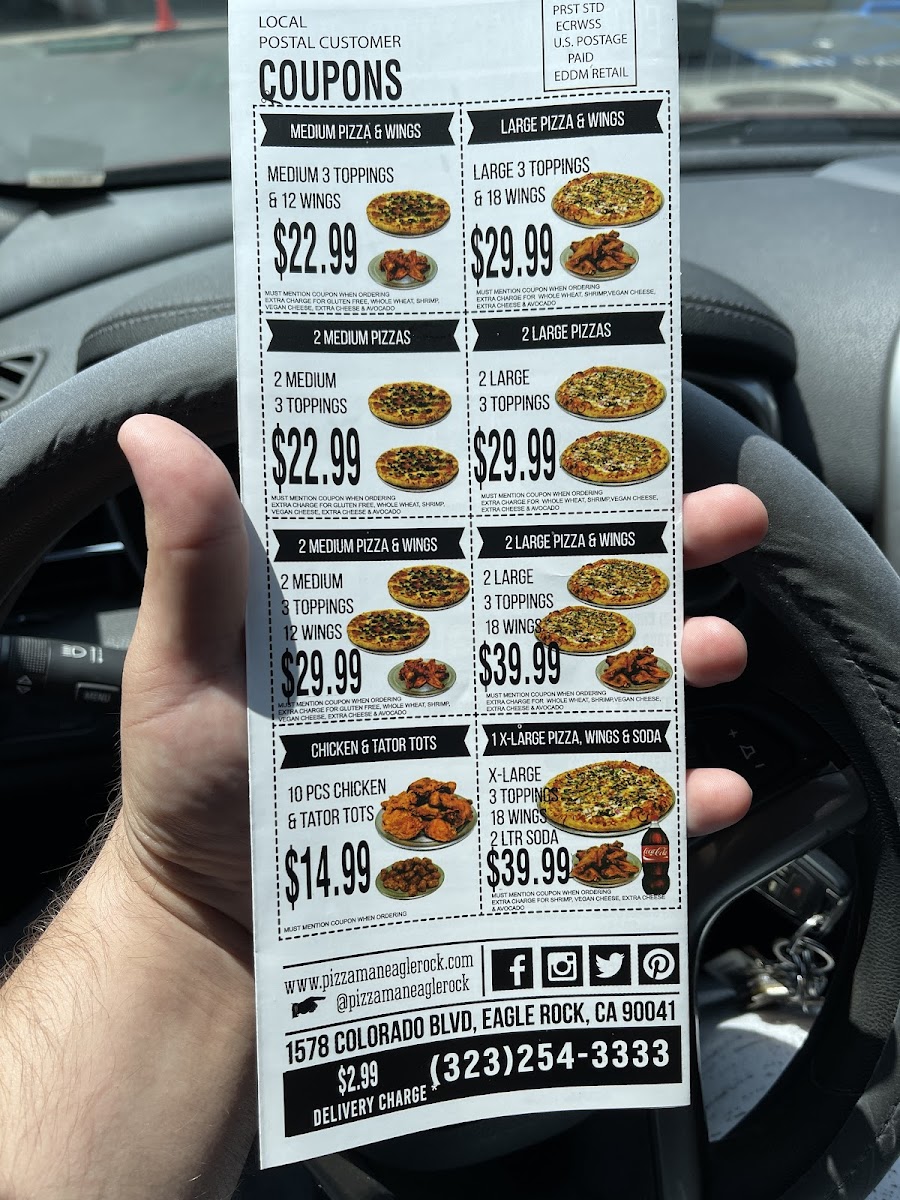 LOCAL
POSTAL CUSTOMER
COUPONS
PRST STD
ECRWSS
U.S. POSTAGE
PAID
EDDM RETAIL
MEDIUM PIZZA & WINGS
MEDIUM 3 TOPPINGS
& 12 WINGS
$22.99
MUST MENTION COUPON WHEN ORDERING
EXTRA CHARGE FOR GLUTEN FREE, WHOLE WHEAT, SHRIMP,
VEGAN CHEESE, EXTRA CHEESE & AVOCADO
LARGE PIZZA & WINGS
LARGE 3 TOPPINGS
& 18 WINGS
$29.99
MUST MENTION COUPON WHEN ORDERING
EXTRA CHARGE FOR WHOLE WHEAT, SHRIMP,VEGAN CHEESE,
EXTRA CHEESE & AVOCADO
2 MEDIUM PIZZAS
2 MEDIUM
3 TOPPINGS
$22.99
MUST MENTION COUPON WHEN ORDERING
EXTRA CHARGE FOR GLUTEN FREE, WHOLE WHEAT, SHRIMP,
VEGAN CHEESE, EXTRA CHEESE & AVOCADO
2 LARGE PIZZAS
2 LARGE
3 TOPPINGS
$29.99
MUST MENTION COUPON WHEN ORDERING
EXTRA CHARGE FOR WHOLE WHEAT, SHRIMP,VEGAN CHEESE,
EXTRA CHEESE & AVOCADO
2 MEDIUM PIZZA & WINGS
2 MEDIUM
3 TOPPINGS
12 WINGS
$29.99
MUST MENTION COUPON WHEN ORDERING
EXTRA CHARGE FOR GLUTEN FREE, WHOLE WHEAT, SHRIMP,
VEGAN CHEESE, EXTRA CHEESE & AVOCADO
2 LARGE PIZZA & WINGS
2 LARGE
3 TOPPINGS
18 WINGS
$39.99
MUST MENTION COUPON WHEN ORDERING
EXTRA CHARGE FOR WHOLE WHEAT, SHRIMP,VEGAN CHEESE,
EXTRA CHEESE & AVOCADO
CHICKEN & TATOR TOTS
10 PCS CHICKEN
& TATOR TOTS
$14.99
MUST MENTION COUPON WHEN ORDERING
1 X-LARGE PIZZA, WINGS & SODA
X-LARGE
3 TOPPINGS
18 WINGS
2 LTR SODA
$39.99
Coca-Cola
MUST MENTION COUPON WHEN ORDERING
EXTRA CHARGE FOR SHRIMP, VEGAN CHEESE, EXTRA CHEESE
& AVOCADO
www.pizzamaneaglerock.com
@pizzamaneaglerock
1578 COLORADO BLVD, EAGLE ROCK, CA 90041
$2.99
DELIVERY CHARGE *
(323)254-3333
MENU